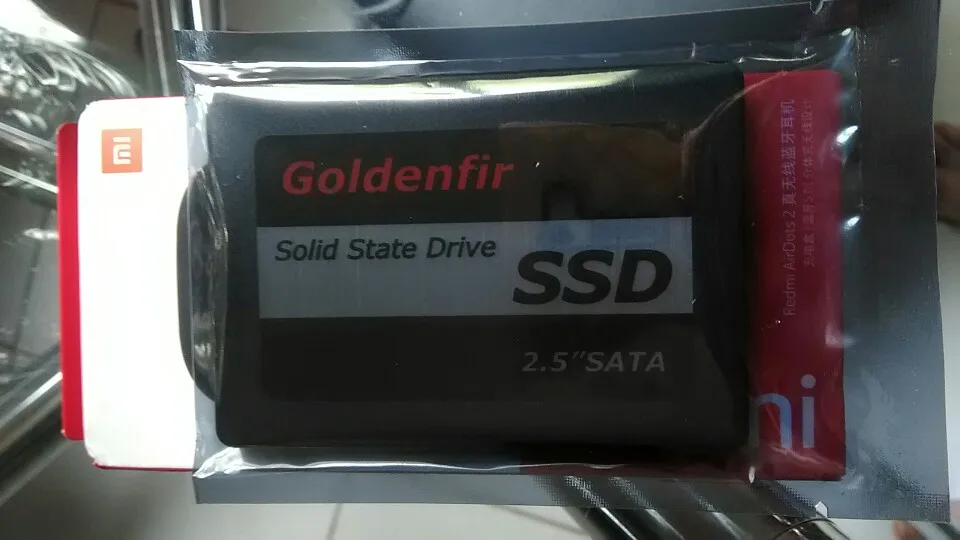 mi
Goldenfir
Solid State Drive
SSD
2.5"SATA
Redmi AirDots 2 真无线蓝牙耳机
mi